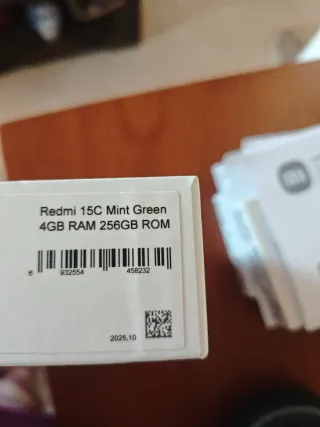 Redmi 15C Mint Green
4GB RAM 256GB ROM
6 932554 458232
2025.10